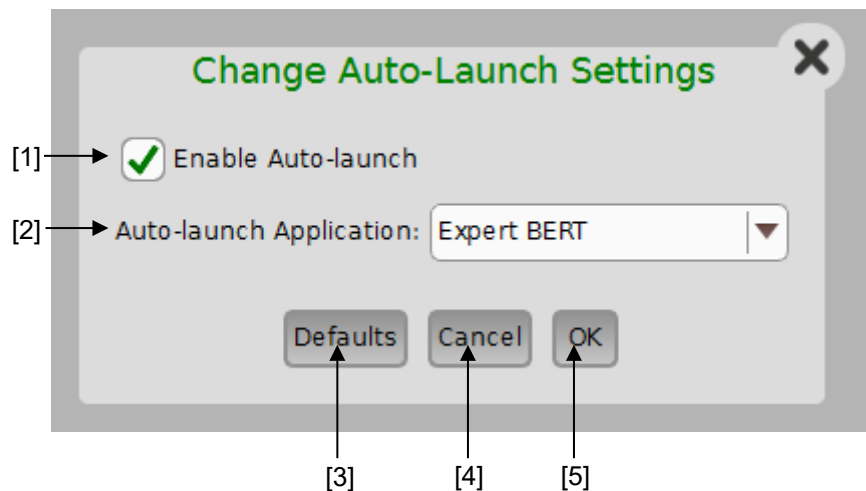 Change Auto-Launch Settings
[1] Enable Auto-launch
[2] Auto-launch Application: Expert BERT
Defaults Cancel OK
[3] [4] [5]